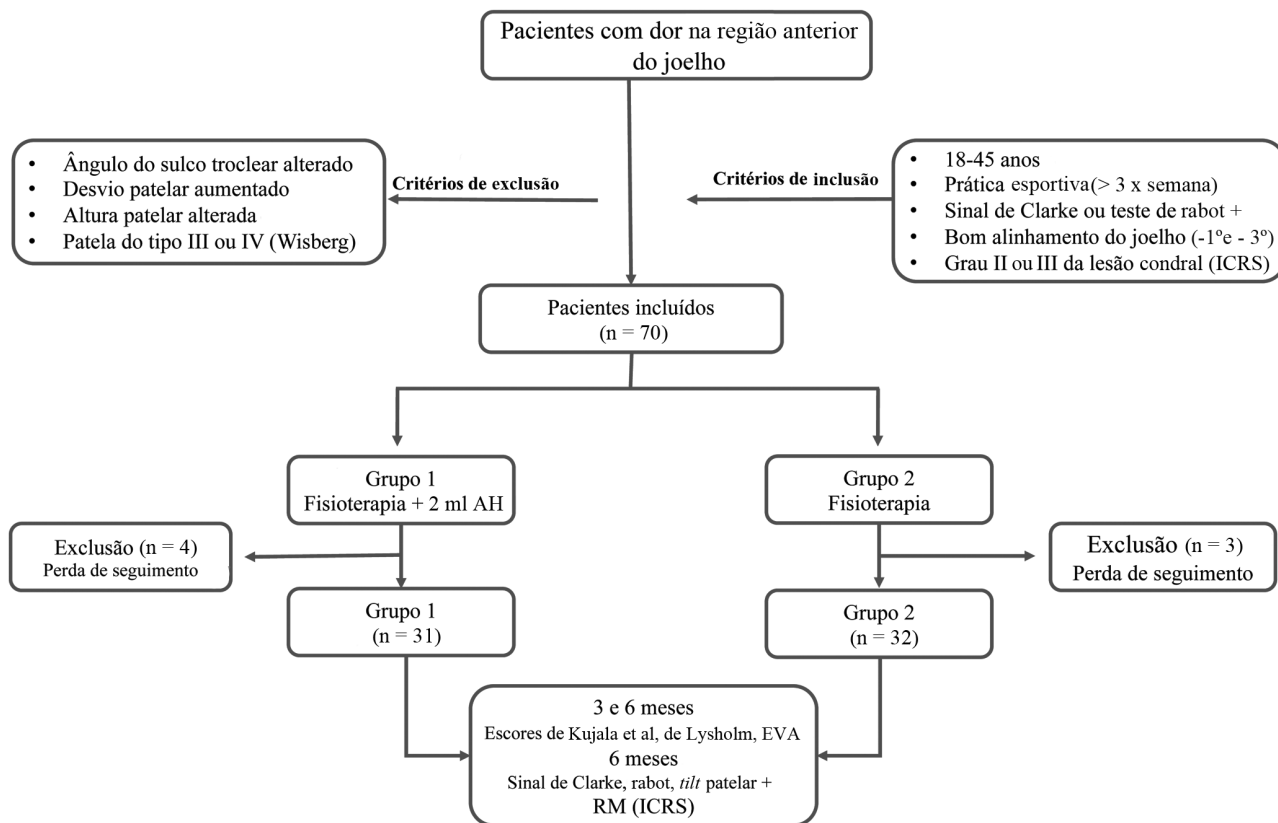 Pacientes com dor na região anterior
do joelho
• Ângulo do sulco troclear alterado
• Desvio patelar aumentado
• Altura patelar alterada
• Patela do tipo III ou IV (Wisberg)
Critérios de exclusão
Critérios de inclusão
• 18-45 anos
• Prática esportiva (> 3 x semana)
• Sinal de Clarke ou teste de rabot +
• Bom alinhamento do joelho (-1º e - 3º)
• Grau II ou III da lesão condral (ICRS)
Pacientes incluídos
(n = 70)
Grupo 1
Fisioterapia + 2 ml AH
Grupo 2
Fisioterapia
Exclusão (n = 4)
Perda de seguimento
Exclusão (n = 3)
Perda de seguimento
Grupo 1
(n = 31)
Grupo 2
(n = 32)
3 e 6 meses
Escores de Kujala et al, de Lysholm, EVA
6 meses
Sinal de Clarke, rabot, tilt patelar +
RM (ICRS)